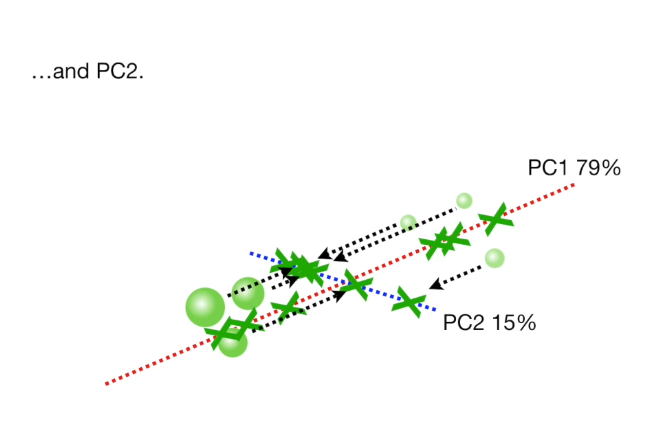 …and PC2.
PC1 79%
PC2 15%